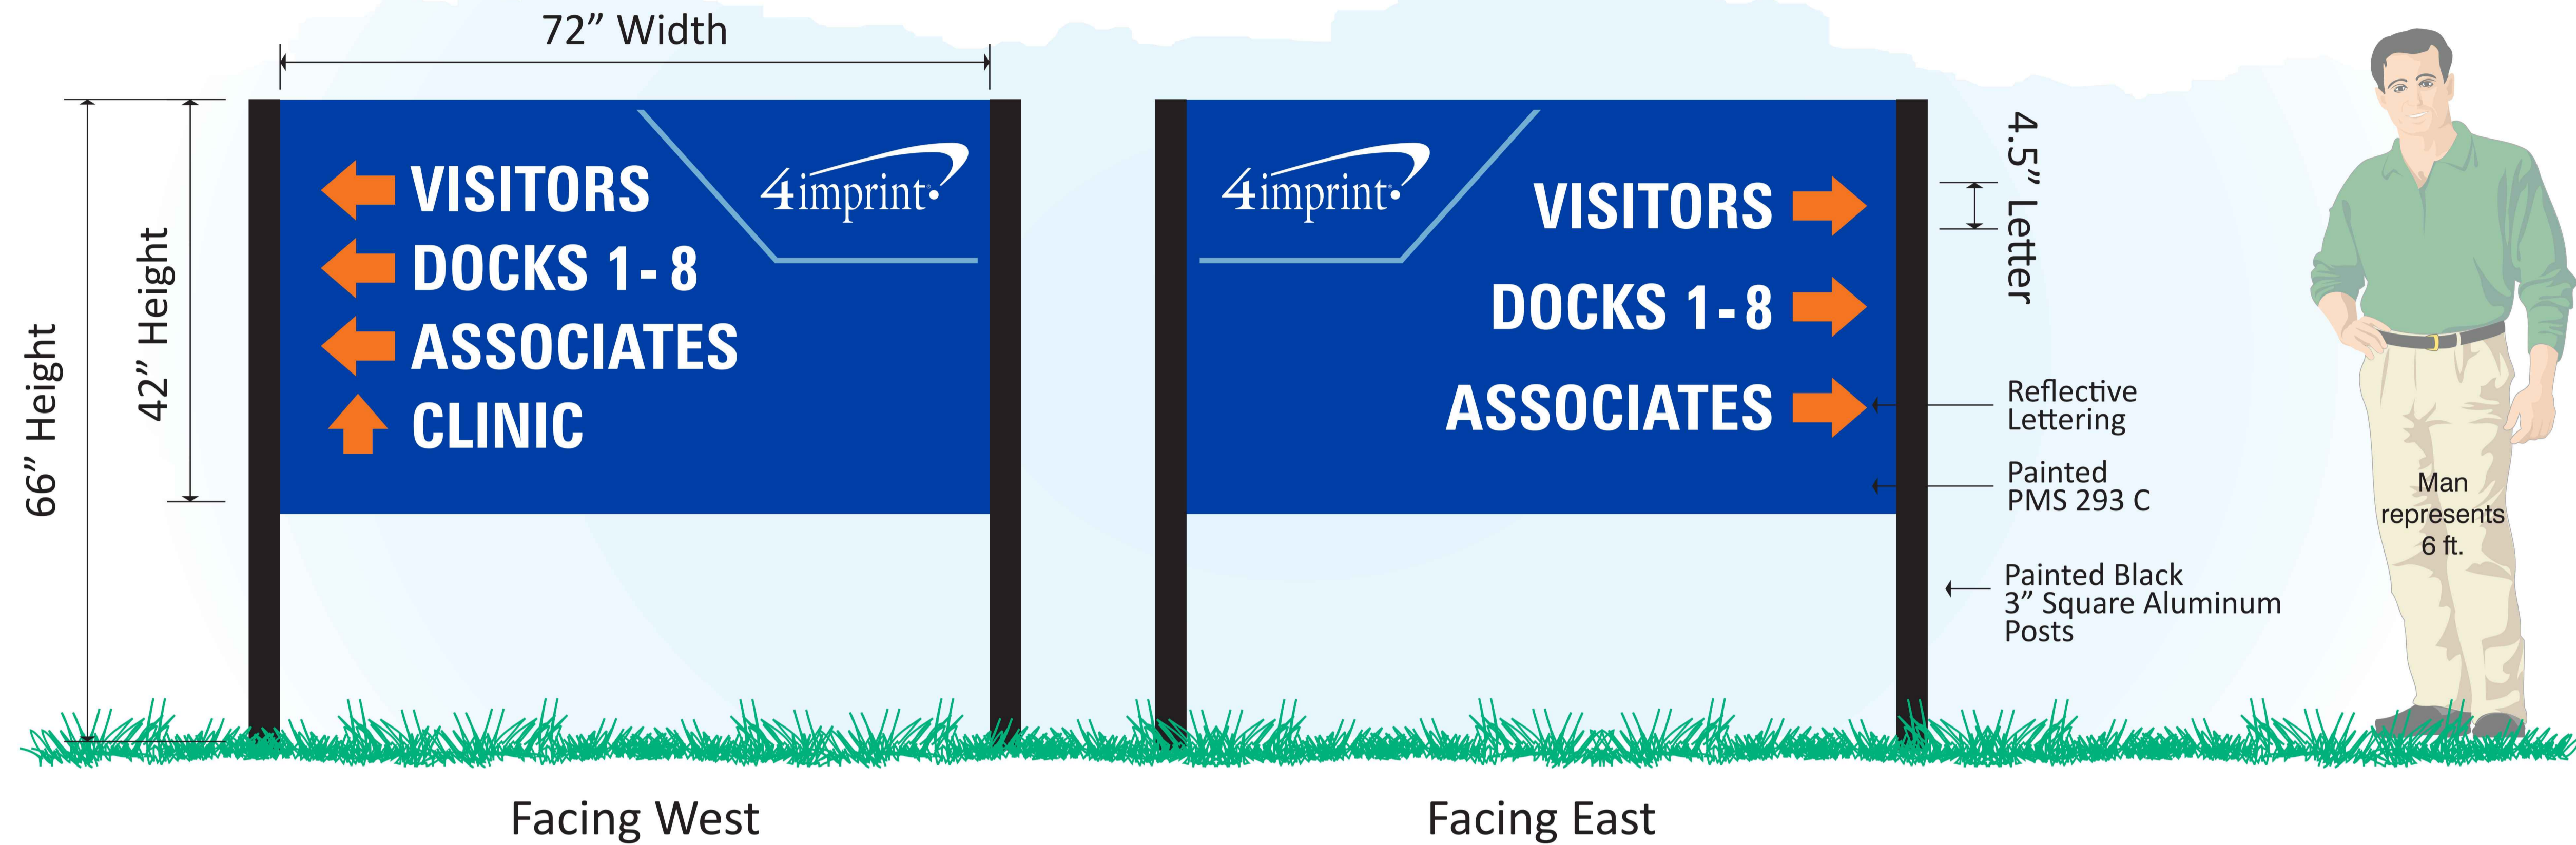 72” Width
66” Height
42” Height
VISITORS
DOCKS 1-8
ASSOCIATES
CLINIC
4imprint®
4imprint®
VISITORS
DOCKS 1-8
ASSOCIATES
4.5” Letter
Reflective
Lettering
Painted
PMS 293 C
Painted Black
3” Square Aluminum
Posts
Man
represents
6 ft.
Facing West
Facing East